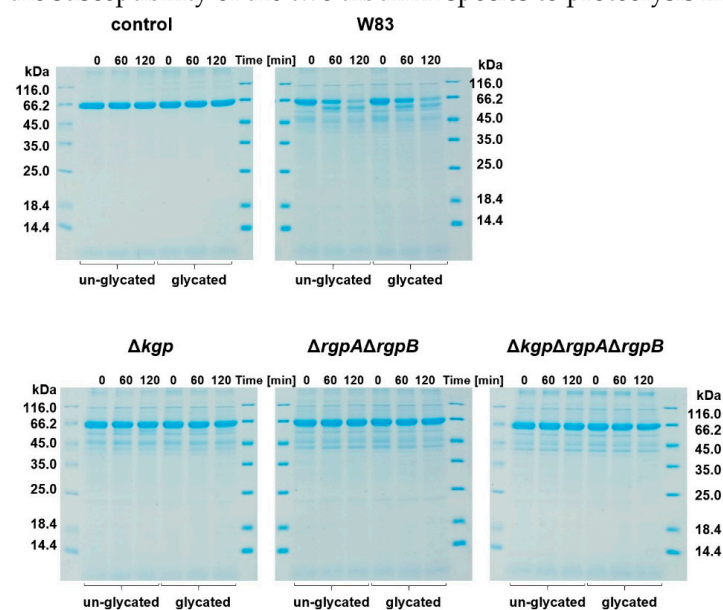 control W83
0 60 120 0 60 120 Time [min] 0 60 120 0 60 120 kDa
kDa
116.0 116.0
66.2 66.2
45.0 45.0
35.0 35.0
25.0 25.0
18.4 18.4
14.4 14.4
un-glycated glycated un-glycated glycated
Δkgp ΔrgpAΔrgpB ΔkgpΔrgpAΔrgpB
0 60 120 0 60 120 Time [min] 0 60 120 0 60 120 Time [min] 0 60 120 0 60 120
kDa kDa
116.0 116.0
66.2 66.2
45.0 45.0
35.0 35.0
25.0 25.0
18.4 18.4
14.4 14.4
un-glycated glycated un-glycated glycated un-glycated glycated